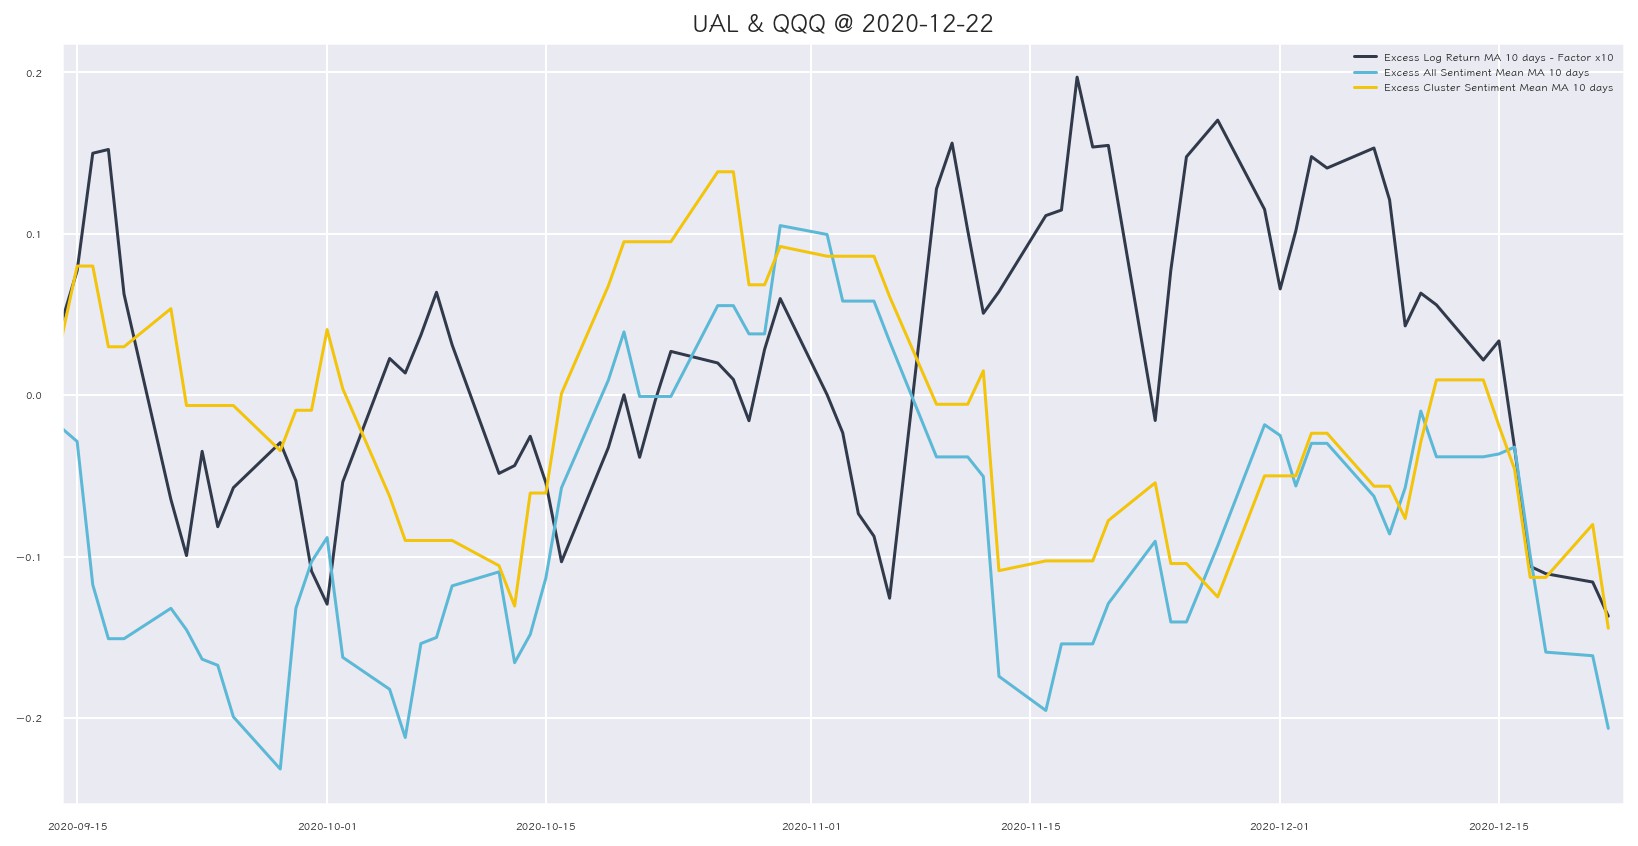 UAL & QQQ @ 2020-12-22
Excess Log Return MA 10 days - Factor x10
Excess All Sentiment Mean MA 10 days
Excess Cluster Sentiment Mean MA 10 days
0.2
0.1
0.0
−0.1
−0.2
2020-09-15 2020-10-01 2020-10-15 2020-11-01 2020-11-15 2020-12-01 2020-12-15